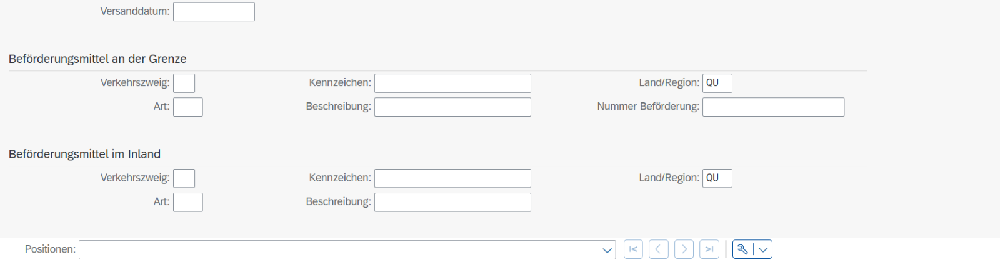 Versanddatum:
Beförderungsmittel an der Grenze
Verkehrszweig: Kennzeichen: Land/Region: QU
Art: Beschreibung: Nummer Beförderung:
Beförderungsmittel im Inland
Verkehrszweig: Kennzeichen: Land/Region: QU
Art: Beschreibung:
Positionen: